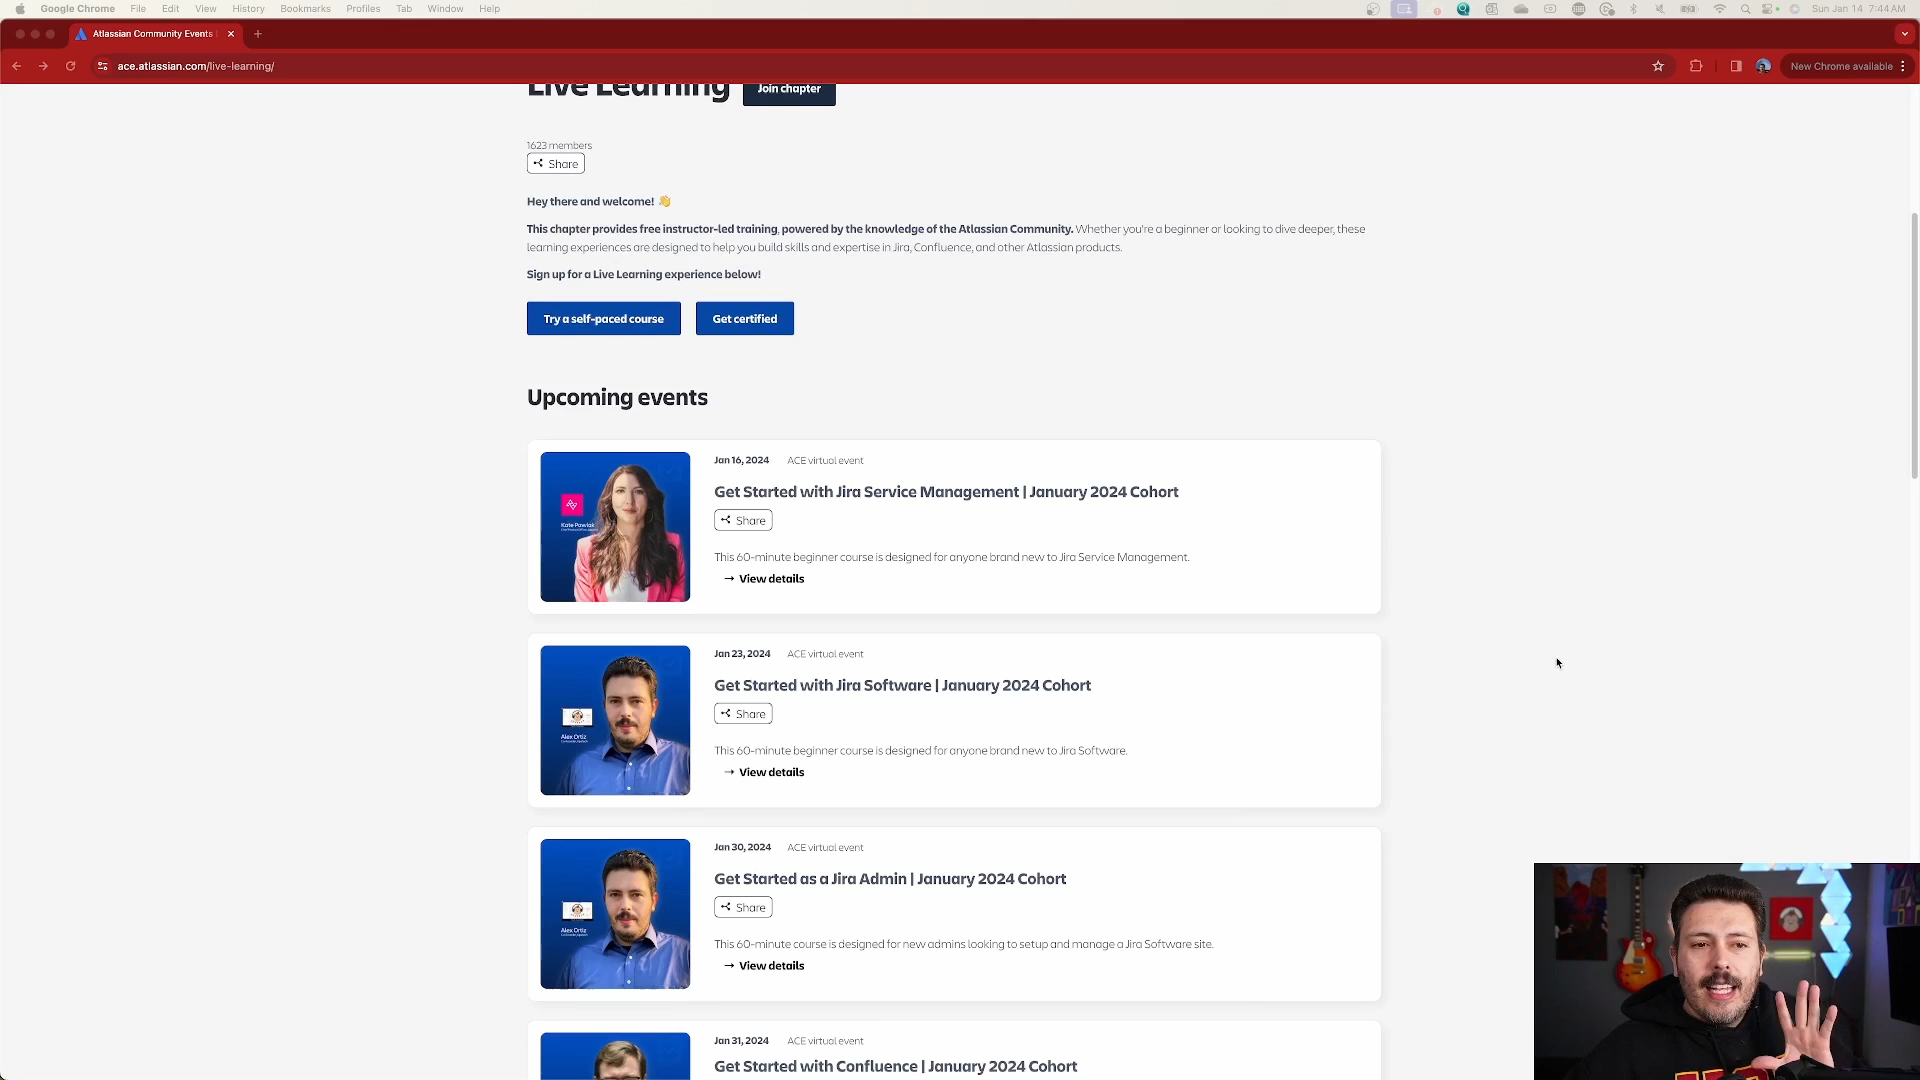 Google Chrome File Edit View History Bookmarks Profiles Tab Window Help
Sun Jan 14 7:44 AM
Atlassian Community Events
ace.atlassian.com/live-learning/
New Chrome available
Live Learning
Join chapter
1623 members
Share
Hey there and welcome! 👋
This chapter provides free instructor-led training, powered by the knowledge of the Atlassian Community. Whether you're a beginner or looking to dive deeper, these
learning experiences are designed to help you build skills and expertise in Jira, Confluence, and other Atlassian products.
Sign up for a Live Learning experience below!
Try a self-paced course
Get certified
Upcoming events
Kate Pawlak
Jan 16, 2024 ACE virtual event
Get Started with Jira Service Management | January 2024 Cohort
Share
This 60-minute beginner course is designed for anyone brand new to Jira Service Management.
→ View details
Alex Ortiz
Jan 23, 2024 ACE virtual event
Get Started with Jira Software | January 2024 Cohort
Share
This 60-minute beginner course is designed for anyone brand new to Jira Software.
→ View details
Alex Ortiz
Jan 30, 2024 ACE virtual event
Get Started as a Jira Admin | January 2024 Cohort
Share
This 60-minute course is designed for new admins looking to setup and manage a Jira Software site.
→ View details
Jan 31, 2024 ACE virtual event
Get Started with Confluence | January 2024 Cohort